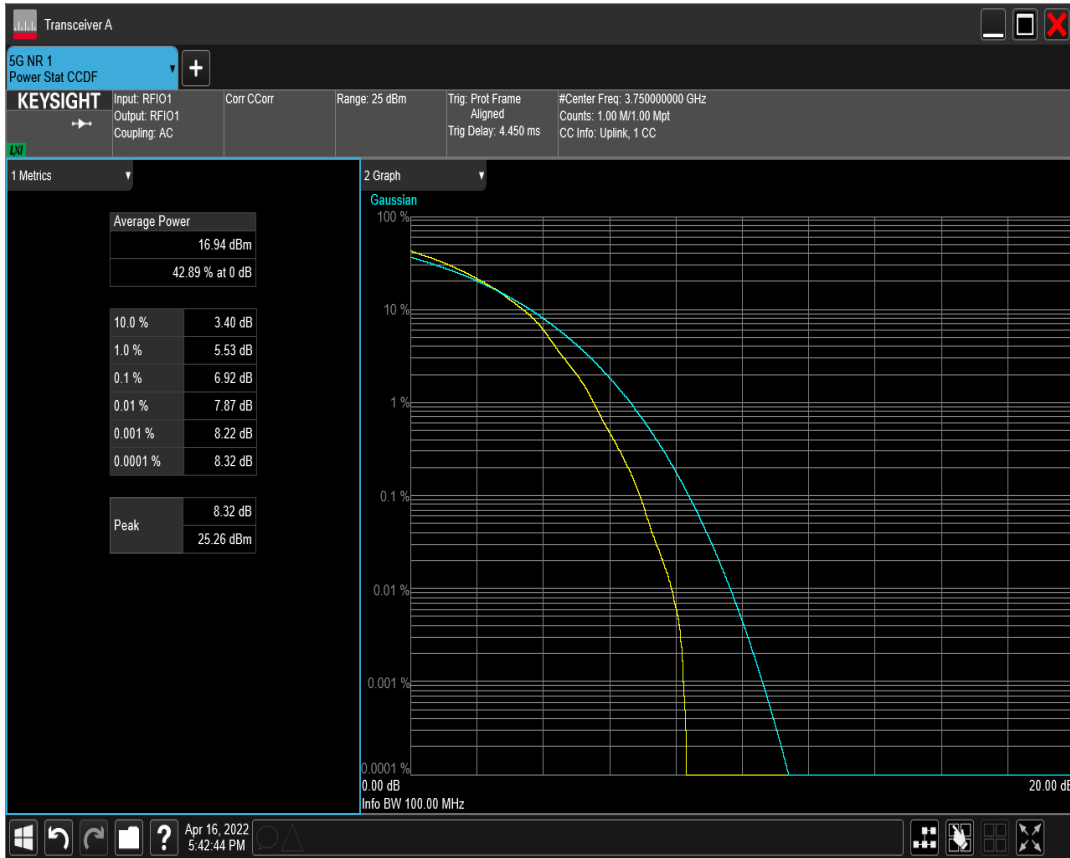 Transceiver A
5G NR 1
Power Stat CCDF
+
KEYSIGHT
LXI
Input: RFIO1
Output: RFIO1
Coupling: AC
Corr CCorr
Range: 25 dBm
Trig: Prot Frame
Aligned
Trig Delay: 4.450 ms
#Center Freq: 3.750000000 GHz
Counts: 1.00 M/1.00 Mpt
CC Info: Uplink, 1 CC
1 Metrics
Average Power
16.94 dBm
42.89 % at 0 dB
10.0 % 3.40 dB
1.0 % 5.53 dB
0.1 % 6.92 dB
0.01 % 7.87 dB
0.001 % 8.22 dB
0.0001 % 8.32 dB
Peak
8.32 dB
25.26 dBm
2 Graph
Gaussian
100 %
10 %
1 %
0.1 %
0.01 %
0.001 %
0.0001 %
0.00 dB 20.00 dB
Info BW 100.00 MHz
?
Apr 16, 2022
5:42:44 PM